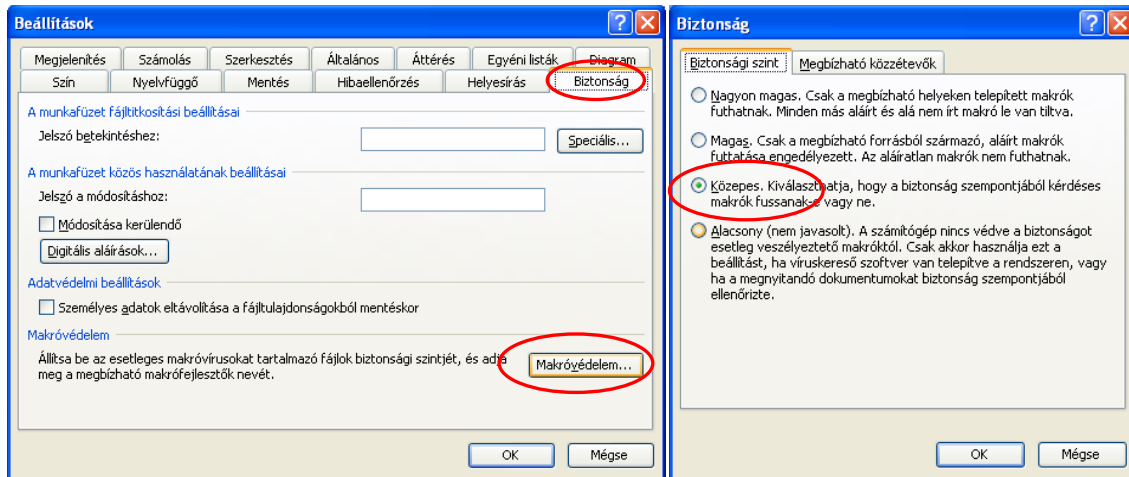 Beállítások
Megjelenítés Számolás Szerkesztés Általános Áttérés Egyéni listák Diagram
Szín Nyelvfüggő Mentés Hibaellenőrzés Helyesírás Biztonság
A munkafüzet fájltitkosítási beállításai
Jelszó betekintéshez:
Speciális...
A munkafüzet közös használatának beállításai
Jelszó a módosításhoz:
Módosítása kerülendő
Digitális aláírások...
Adatvédelmi beállítások
Személyes adatok eltávolítása a fájltulajdonságokból mentéskor
Makróvédelem
Állítsa be az esetleges makróvírusokat tartalmazó fájlok biztonsági szintjét, és adja
meg a megbízható makrófejlesztők nevét.
Makróvédelem...
OK Mégse
Biztonság
Biztonsági szint Megbízható közzétevők
Nagyon magas. Csak a megbízható helyeken telepített makrók
futhatnak. Minden más aláírt és alá nem írt makró le van tiltva.
Magas. Csak a megbízható forrásból származó, aláírt makrók
futtatása engedélyezett. Az aláíratlan makrók nem futhatnak.
Közepes. Kiválaszthatja, hogy a biztonság szempontjából kérdéses
makrók fussanak-e vagy ne.
Alacsony (nem javasolt). A számítógép nincs védve a biztonságot
esetleg veszélyeztető makróktól. Csak akkor használja ezt a
beállítást, ha víruskereső szoftver van telepítve a rendszeren, vagy
ha a megnyitandó dokumentumokat biztonság szempontjából
ellenőrizte.
OK Mégse